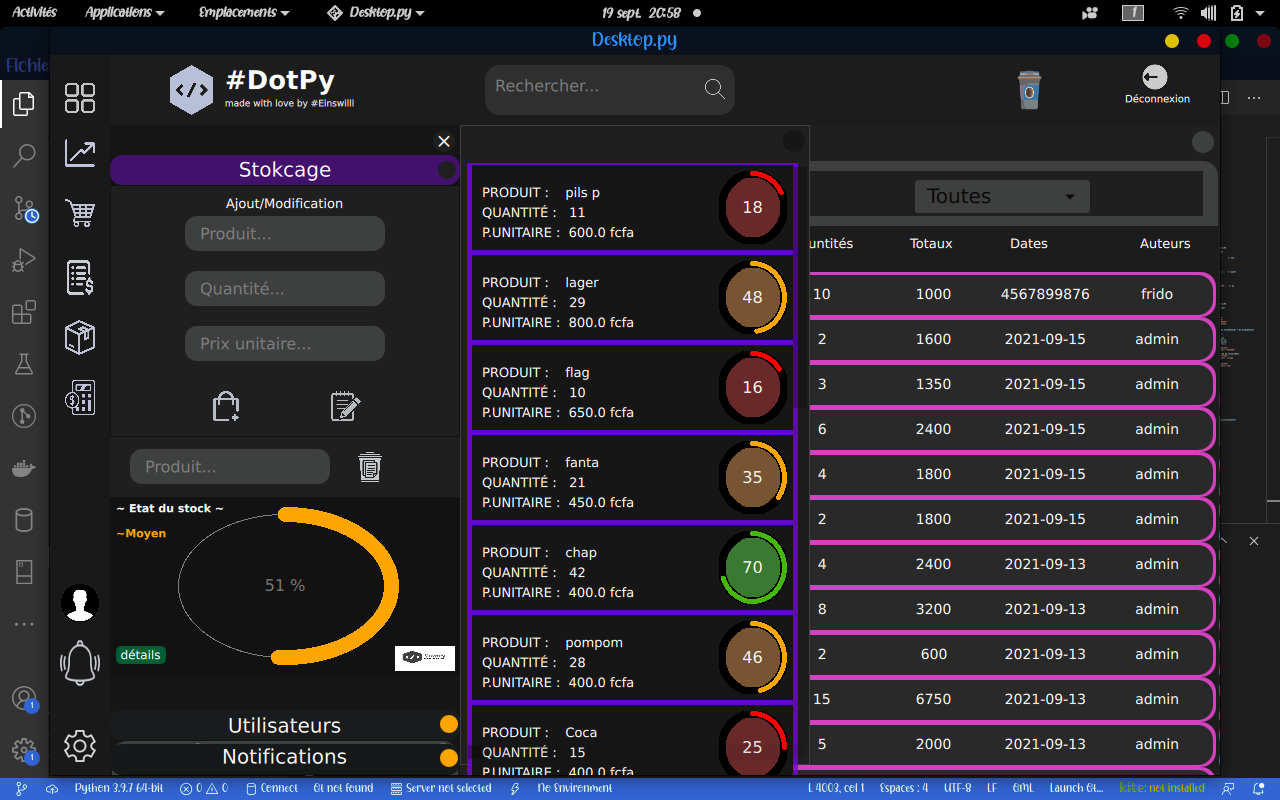 Activités Applications Emplacements Desktop.py 19 sept. 20:58 1
Desktop.py
Fichie
#DotPy
made with love by #Einswilli
Rechercher...
Déconnexion
Stokcage
Ajout/Modification
Produit...
Quantité...
Prix unitaire...
Produit...
~ Etat du stock ~
~Moyen
51 %
détails
Utilisateurs
Notifications
PRODUIT : pils p
QUANTITÉ : 11
P.UNITAIRE : 600.0 fcfa
18
PRODUIT : lager
QUANTITÉ : 29
P.UNITAIRE : 800.0 fcfa
48
PRODUIT : flag
QUANTITÉ : 10
P.UNITAIRE : 650.0 fcfa
16
PRODUIT : fanta
QUANTITÉ : 21
P.UNITAIRE : 450.0 fcfa
35
PRODUIT : chap
QUANTITÉ : 42
P.UNITAIRE : 400.0 fcfa
70
PRODUIT : pompom
QUANTITÉ : 28
P.UNITAIRE : 400.0 fcfa
46
PRODUIT : Coca
QUANTITÉ : 15
P.UNITAIRE : 400.0 fcfa
25
Toutes
untités Totaux Dates Auteurs
10 1000 4567899876 frido
2 1600 2021-09-15 admin
3 1350 2021-09-15 admin
6 2400 2021-09-15 admin
4 1800 2021-09-15 admin
2 1800 2021-09-15 admin
4 2400 2021-09-13 admin
8 3200 2021-09-13 admin
2 600 2021-09-13 admin
15 6750 2021-09-13 admin
5 2000 2021-09-13 admin
1
1
Python 3.9.7 64-bit 0 0 Connect Qt not found Server not selected No Environment L 4003, col 1 Espaces : 4 UTF-8 LF QML Launch Qt... kite: not installed